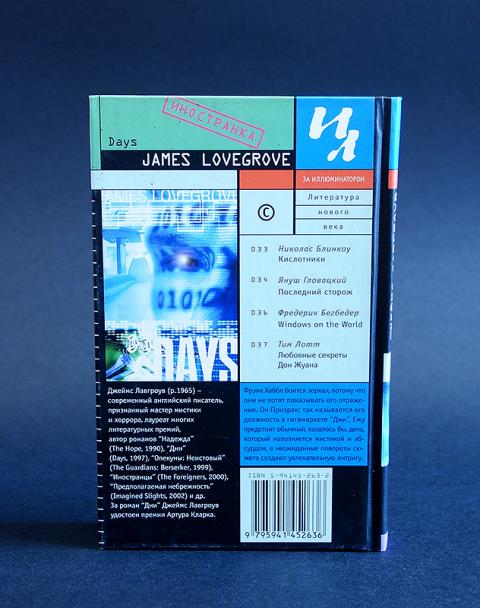 ИНОСТРАНКА
Days
JAMES LOVEGROVE
ИЛ
ЗА ИЛЛЮМИНАТОРОМ
Литература
нового
века
©
JAMES LOVEGROVE
01010
DAYS
033 Николас Блинкоу
Кислотники
034 Януш Гловацкий
Последний сторож
036 Фредерик Бегбедер
Windows on the World
037 Тим Лотт
Любовные секреты
Дон Жуана
Джеймс Лавгроув (р.1965) –
современный английский писатель,
признанный мастер мистики
и хоррора, лауреат многих
литературных премий,
автор романов "Надежда"
(The Hope, 1990), "Дни"
(Days, 1997), "Опекуны: Неистовый"
(The Guardians: Berserker, 1999),
"Иностранцы" (The Foreigners, 2000),
"Предполагаемая небрежность"
(Imagined Slights, 2002) и др.
За роман "Дни" Джеймс Лавгроув
удостоен премии Артура Кларка.
Фрэнк Хаббл боится зеркал, потому что
они не хотят показывать его отраже-
ние. Он Призрак: так называется его
должность в гигамаркете "Дни". Ему
предстоит обычный, казалось бы, день,
который наполняется мистикой и аб-
сурдом, а неожиданные повороты сю-
жета создают увлекательную интригу.
ISBN 5-94145-263-2
9 795941 452636